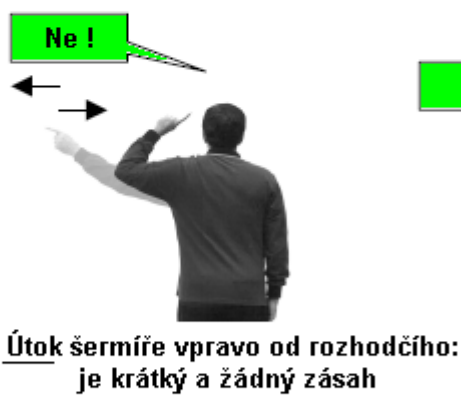 Ne !
Útok šermíře vpravo od rozhodčího:
je krátký a žádný zásah